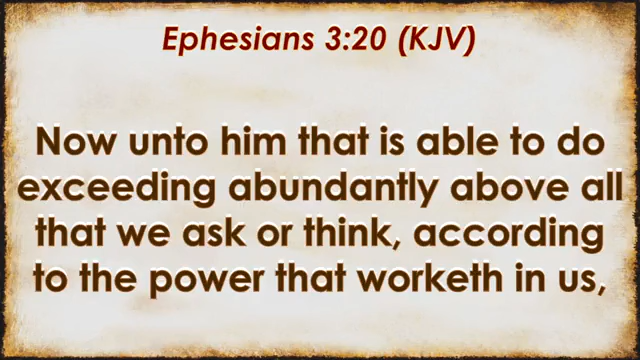 Ephesians 3:20 (KJV)
Now unto him that is able to do
exceeding abundantly above all
that we ask or think, according
to the power that worketh in us,